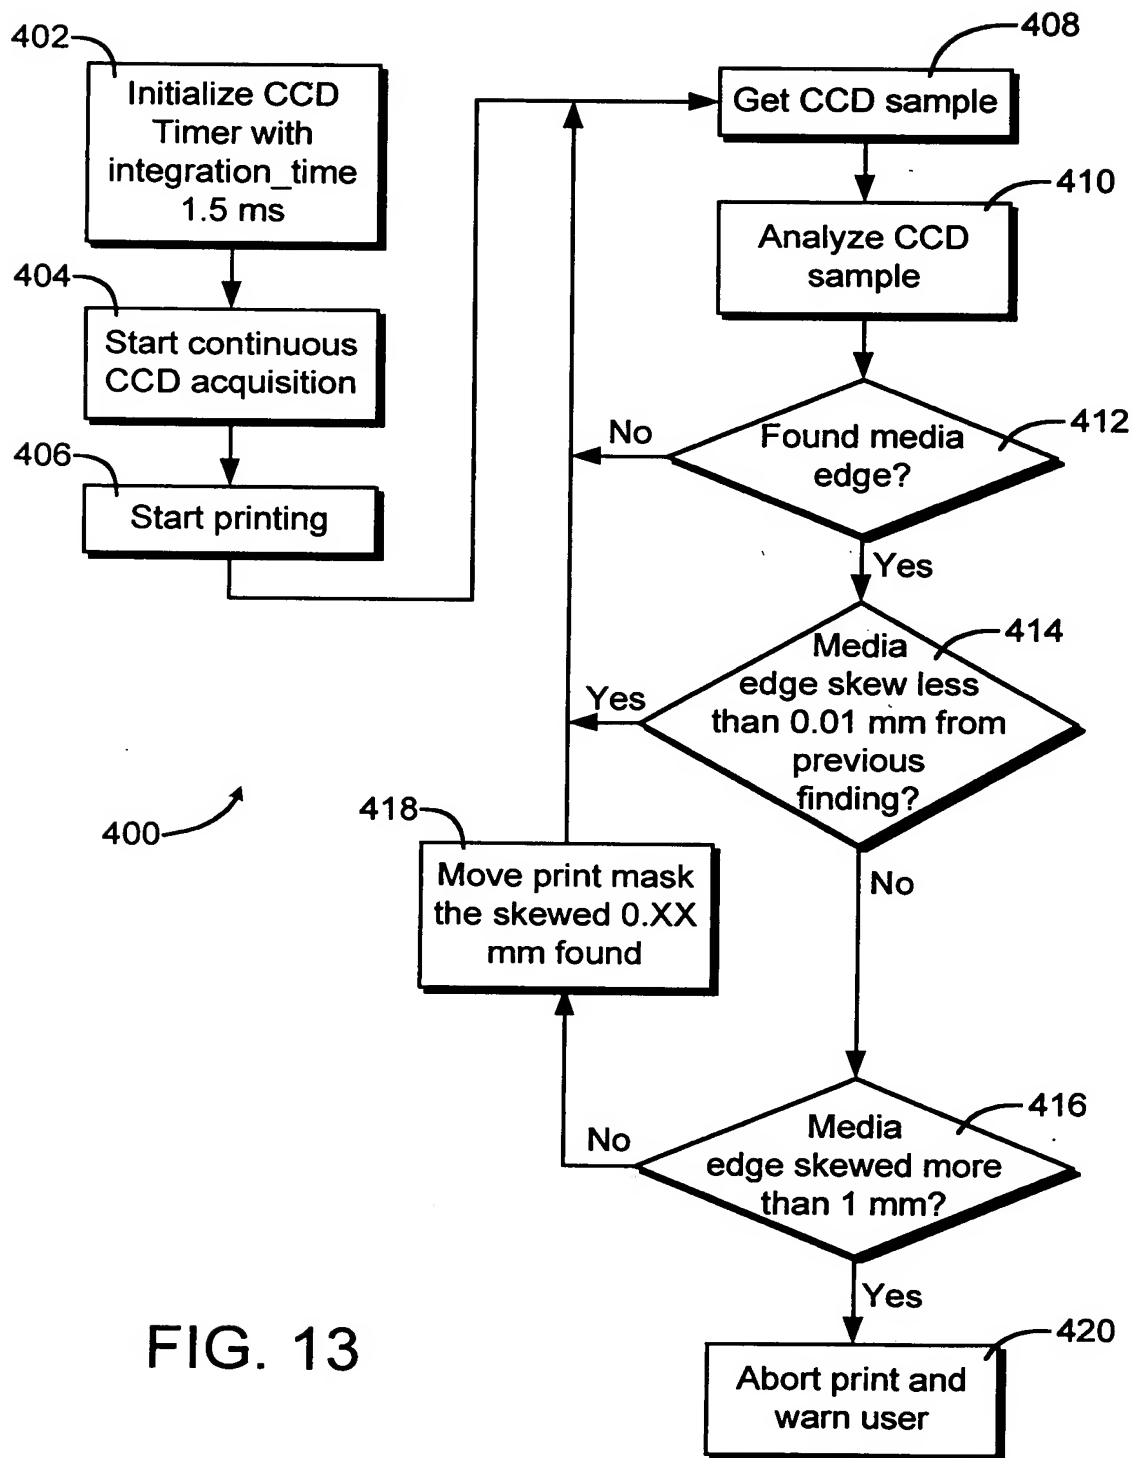 402
Initialize CCD
Timer with
integration_time
1.5 ms
404
Start continuous
CCD acquisition
406
Start printing
408
Get CCD sample
410
Analyze CCD
sample
412
Found media
edge?
No
Yes
414
Media
edge skew less
than 0.01 mm from
previous
finding?
Yes
No
418
Move print mask
the skewed 0.XX
mm found
400
416
Media
edge skewed more
than 1 mm?
No
Yes
420
Abort print and
warn user
FIG. 13